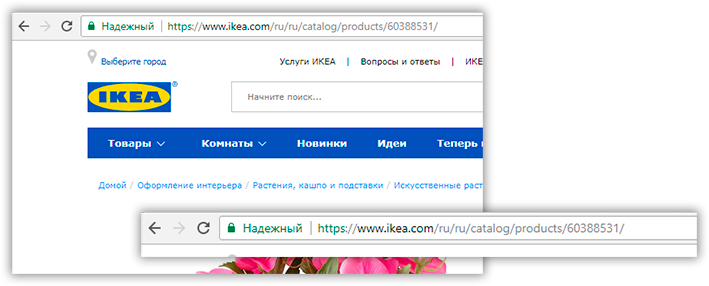 Надежный | https://www.ikea.com/ru/ru/catalog/products/60388531/
Выберите город
Услуги ИКЕА | Вопросы и ответы | ИКЕ
IKEA ®
Начните поиск...
Товары Комнаты Новинки Идеи Теперь
Домой / Оформление интерьера / Растения, кашпо и подставки / Искусственные раст
Надежный | https://www.ikea.com/ru/ru/catalog/products/60388531/